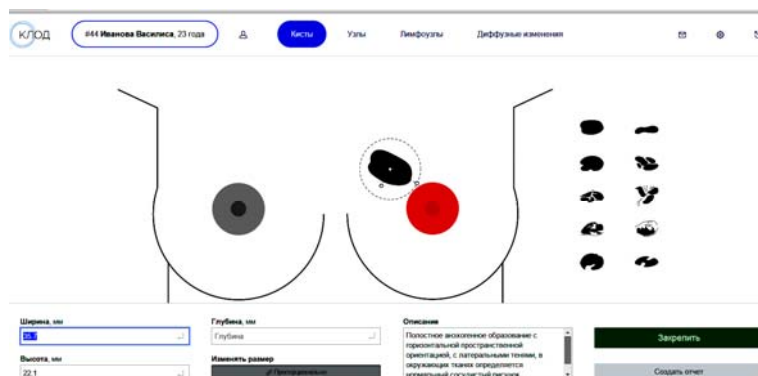 КЛОД
#44 Иванова Василиса, 23 года
Кисты
Узлы
Лимфоузлы
Диффузные изменения
Ширина, мм
Глубина, мм
Глубина
Описание
Полостное анэхогенное образование с
горизонтальной пространственной
ориентацией, с латеральными тенями, в
окружающих тканях определяется
нормальный сосудистый рисунок
Закрепить
Высота, мм
22.1
Изменять размер
Пропорционально
Создать отчет